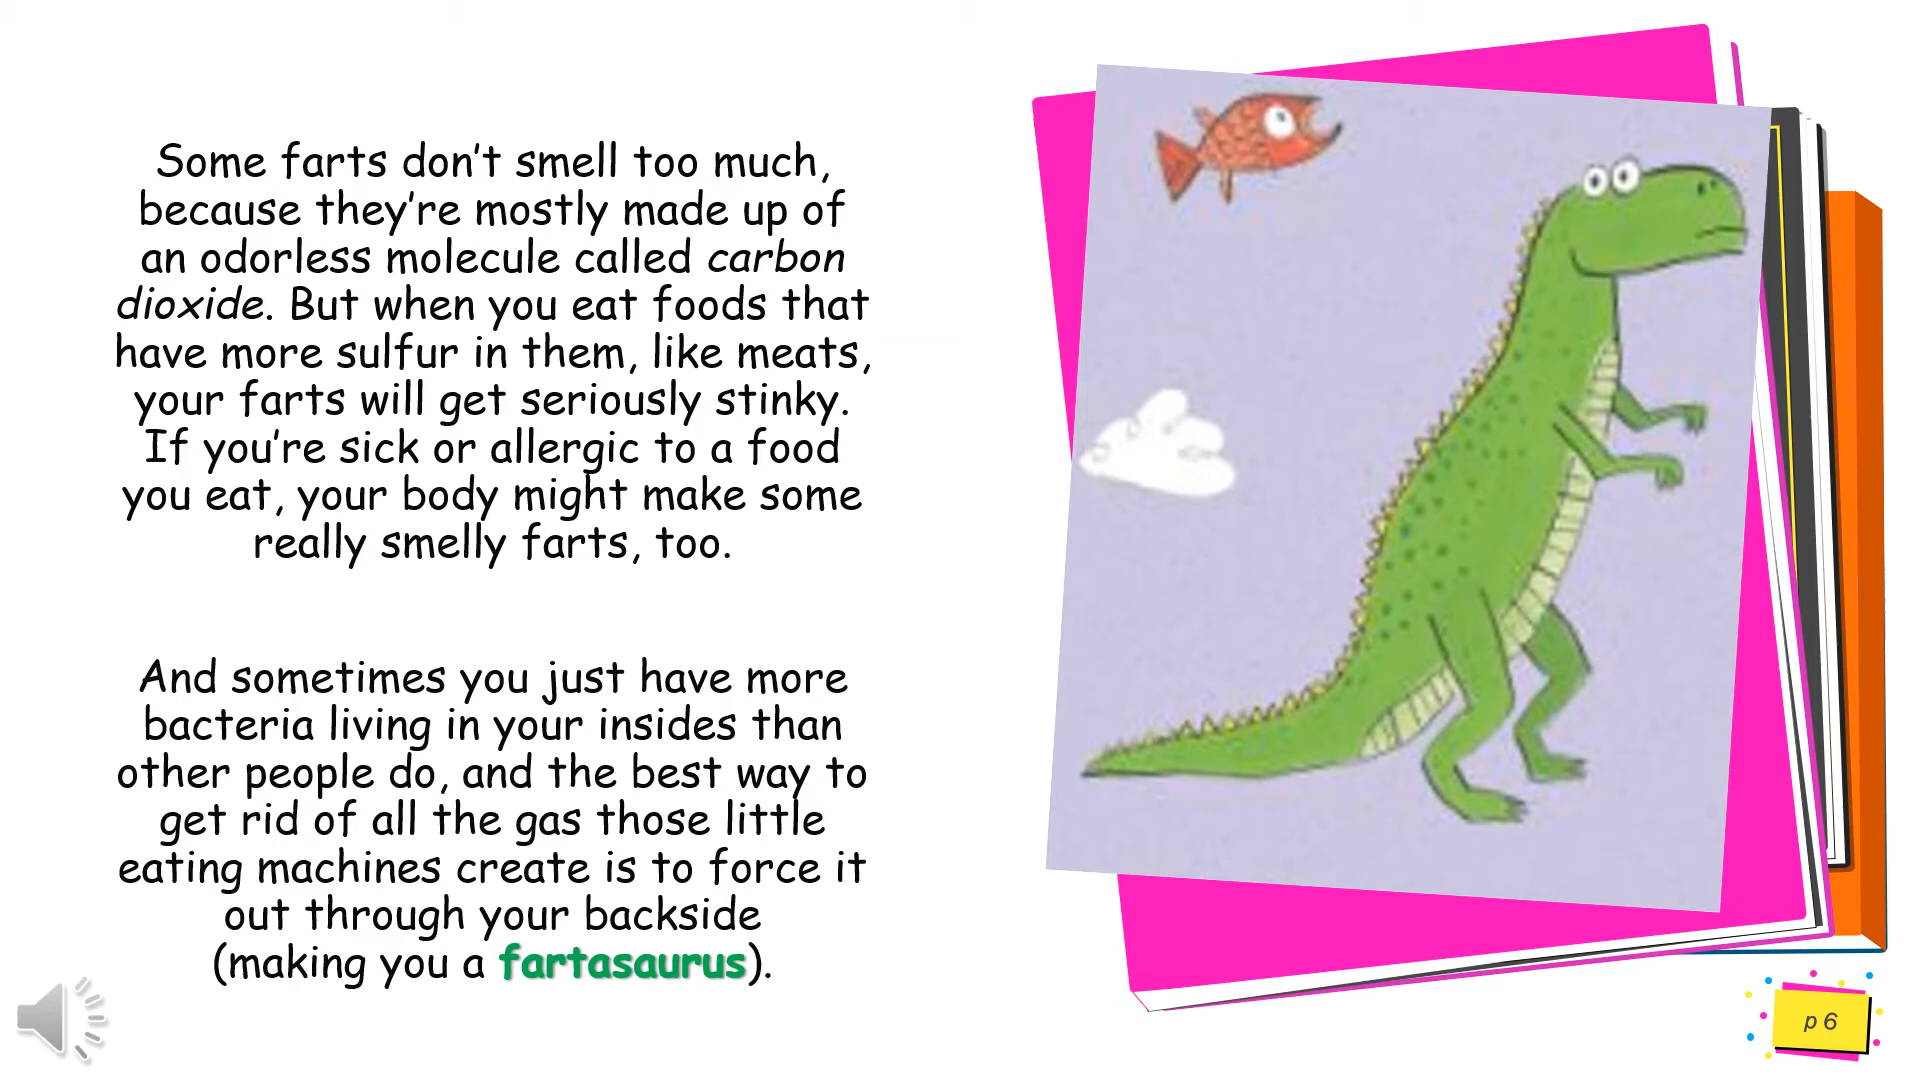 Some farts don’t smell too much,
because they’re mostly made up of
an odorless molecule called carbon
dioxide. But when you eat foods that
have more sulfur in them, like meats,
your farts will get seriously stinky.
If you’re sick or allergic to a food
you eat, your body might make some
really smelly farts, too.
And sometimes you just have more
bacteria living in your insides than
other people do, and the best way to
get rid of all the gas those little
eating machines create is to force it
out through your backside
(making you a fartasaurus).
p 6